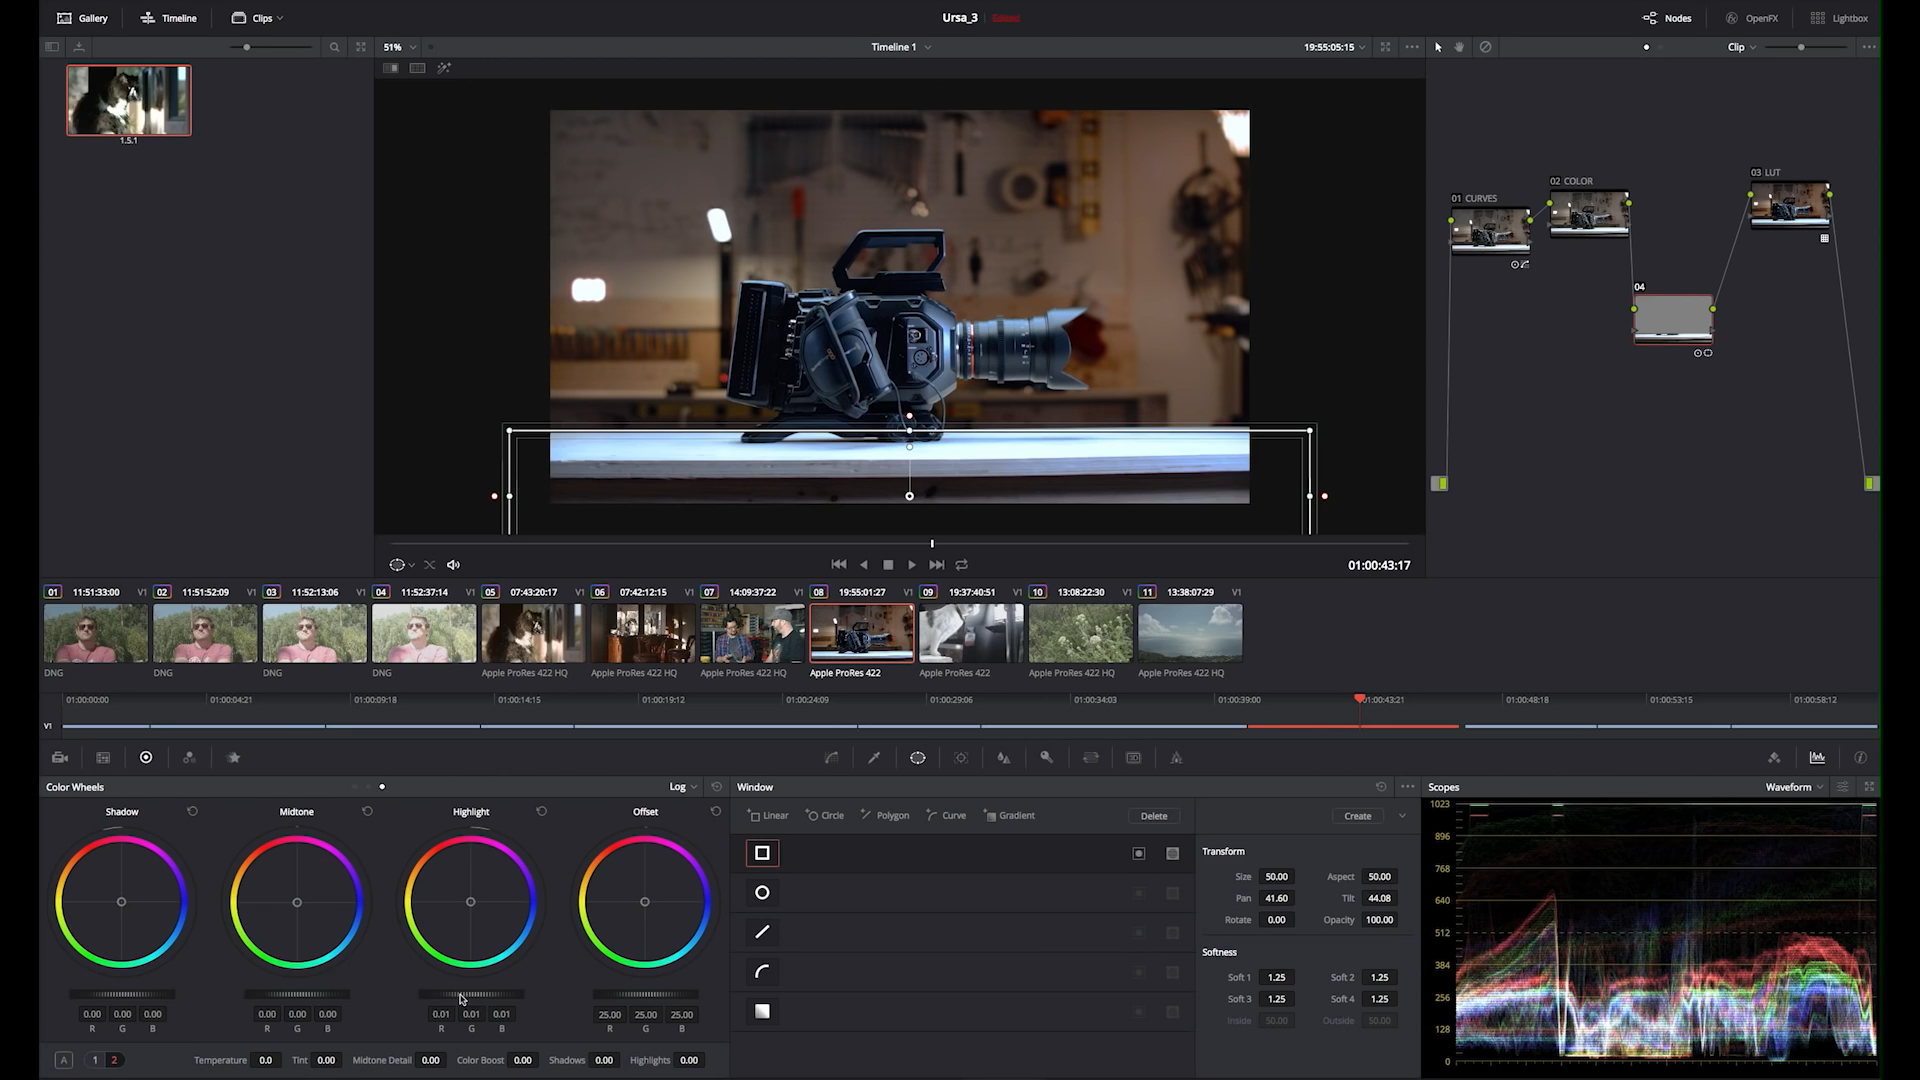 Gallery Timeline Clips Ursa_3 Edited Nodes OpenFX Lightbox
51% Timeline 1 19:55:05:15 Clip
1.5.1
01 CURVES
02 COLOR
03 LUT
04
01:00:43:17
01 11:51:33:00 V1 02 11:51:52:09 V1 03 11:52:13:06 V1 04 11:52:37:14 V1 05 07:43:20:17 V1 06 07:42:12:15 V1 07 14:09:37:22 V1 08 19:55:01:27 V1 09 19:37:40:51 V1 10 13:08:22:30 V1 11 13:38:07:29 V1
DNG DNG DNG DNG Apple ProRes 422 HQ Apple ProRes 422 HQ Apple ProRes 422 HQ Apple ProRes 422 Apple ProRes 422 Apple ProRes 422 HQ Apple ProRes 422 HQ
01:00:00:00 01:00:04:21 01:00:09:18 01:00:14:15 01:00:19:12 01:00:24:09 01:00:29:06 01:00:34:03 01:00:39:00 01:00:43:21 01:00:48:18 01:00:53:15 01:00:58:12
V1
Color Wheels Log
Shadow Midtone Highlight Offset
0.00 0.00 0.00 0.00 0.00 0.00 0.01 0.01 0.01 25.00 25.00 25.00
R G B R G B R G B R G B
A 1 2 Temperature 0.0 Tint 0.00 Midtone Detail 0.00 Color Boost 0.00 Shadows 0.00 Highlights 0.00
Window
Linear Circle Polygon Curve Gradient Delete
Create
Transform
Size 50.00 Aspect 50.00
Pan 41.60 Tilt 44.08
Rotate 0.00 Opacity 100.00
Softness
Soft 1 1.25 Soft 2 1.25
Soft 3 1.25 Soft 4 1.25
Inside 50.00 Outside 50.00
Scopes Waveform
1023
896
768
640
512
384
256
128
0